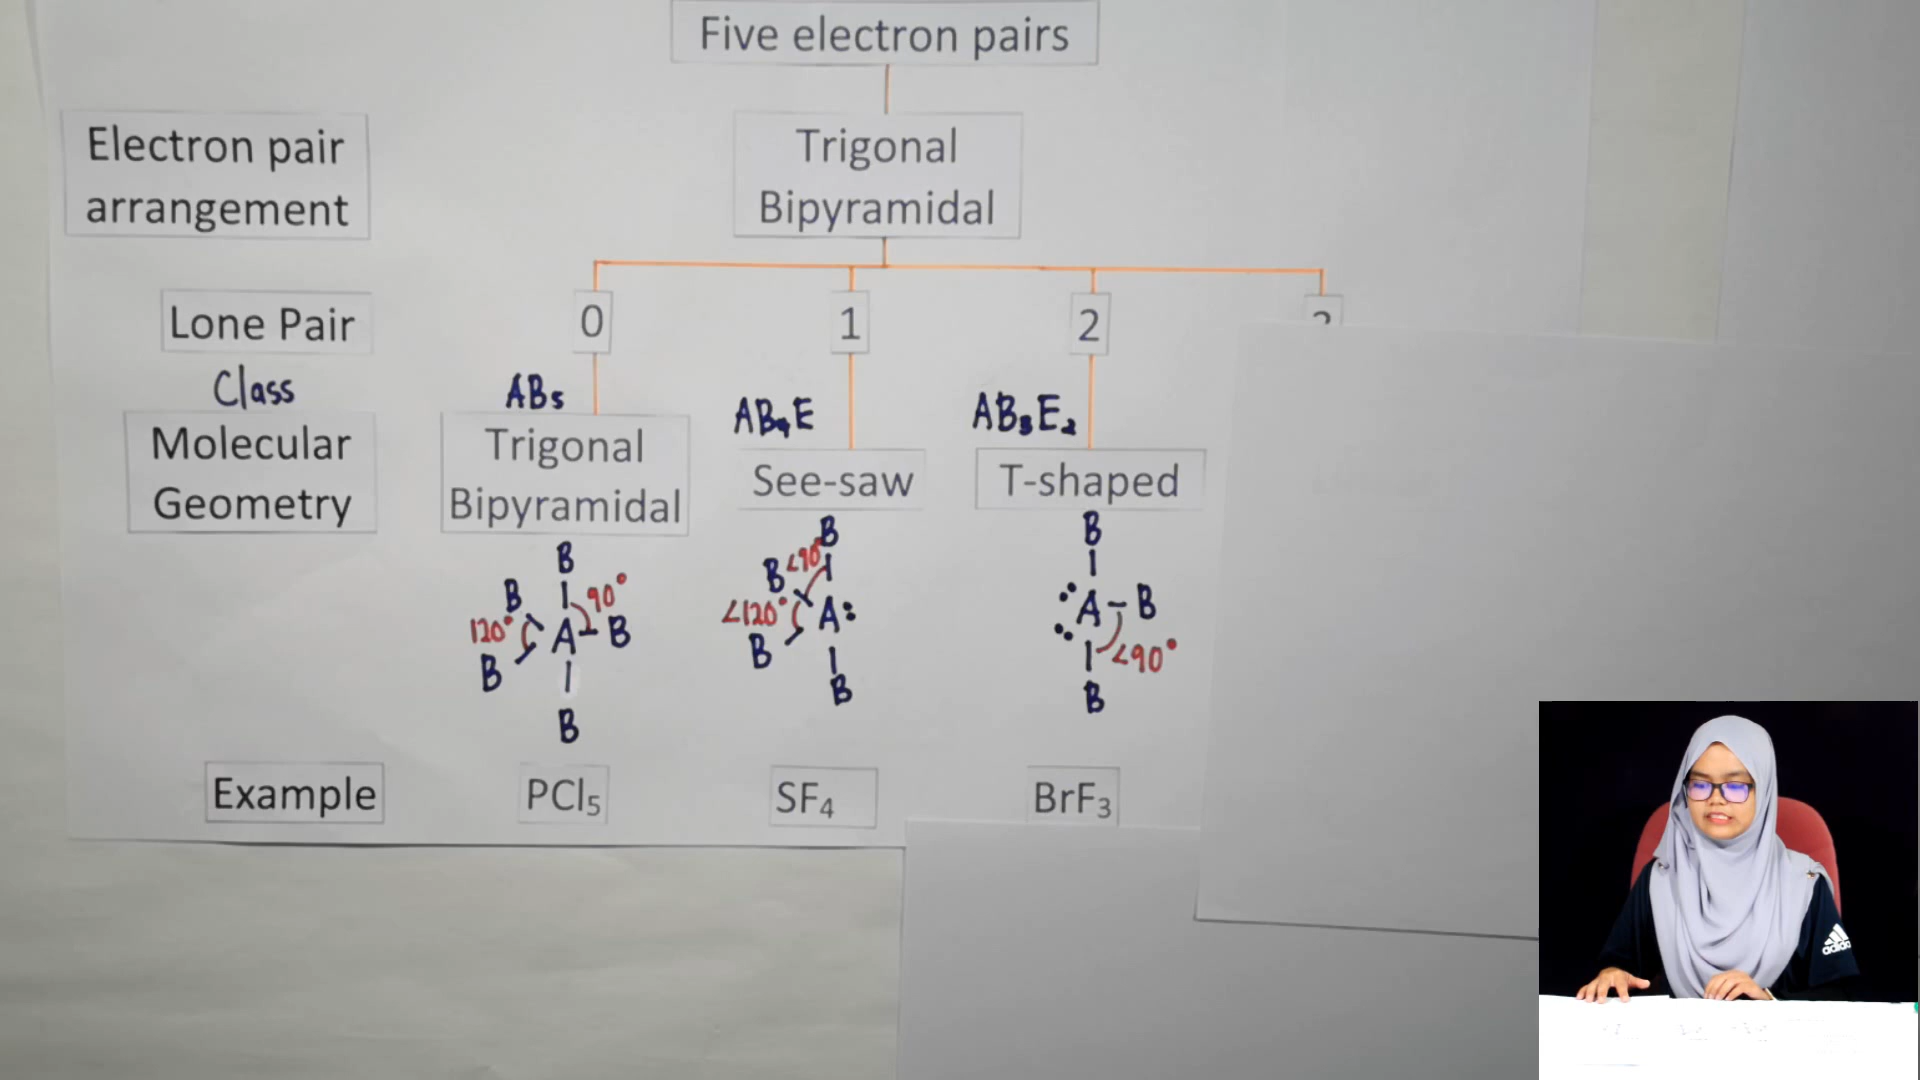 Five electron pairs
Electron pair
arrangement
Trigonal
Bipyramidal
Lone Pair
0
1
2
Class
AB₅
AB₄E
AB₃E₂
Molecular
Geometry
Trigonal
Bipyramidal
See-saw
T-shaped
B
B
90°
120°
A
B
B
B
B
<90°
B
<120°
A:
B
B
B
A
B
<90°
B
Example
PCl₅
SF₄
BrF₃
adidas